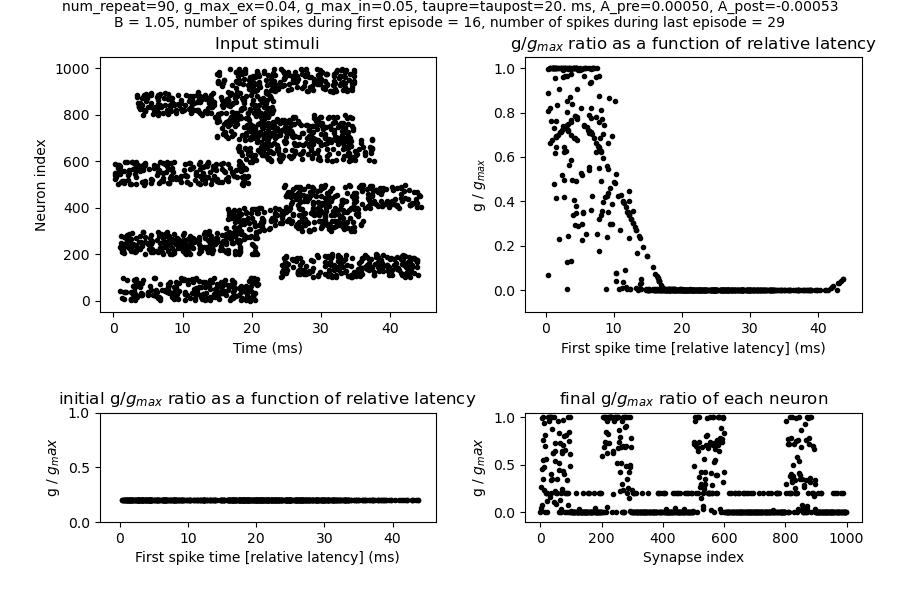 num_repeat=90, g_max_ex=0.04, g_max_in=0.05, taupre=taupost=20. ms, A_pre=0.00050, A_post=-0.00053
B = 1.05, number of spikes during first episode = 16, number of spikes during last episode = 29
Input stimuli
1000
800
600
400
200
0
Neuron index
0 10 20 30 40
Time (ms)
g/gmax ratio as a function of relative latency
1.0
0.8
0.6
0.4
0.2
0.0
g / gmax
0 10 20 30 40
First spike time [relative latency] (ms)
initial g/gmax ratio as a function of relative latency
1.0
0.5
0.0
g / gmax
0 10 20 30 40
First spike time [relative latency] (ms)
final g/gmax ratio of each neuron
1.0
0.5
0.0
g / gmax
0 200 400 600 800 1000
Synapse index